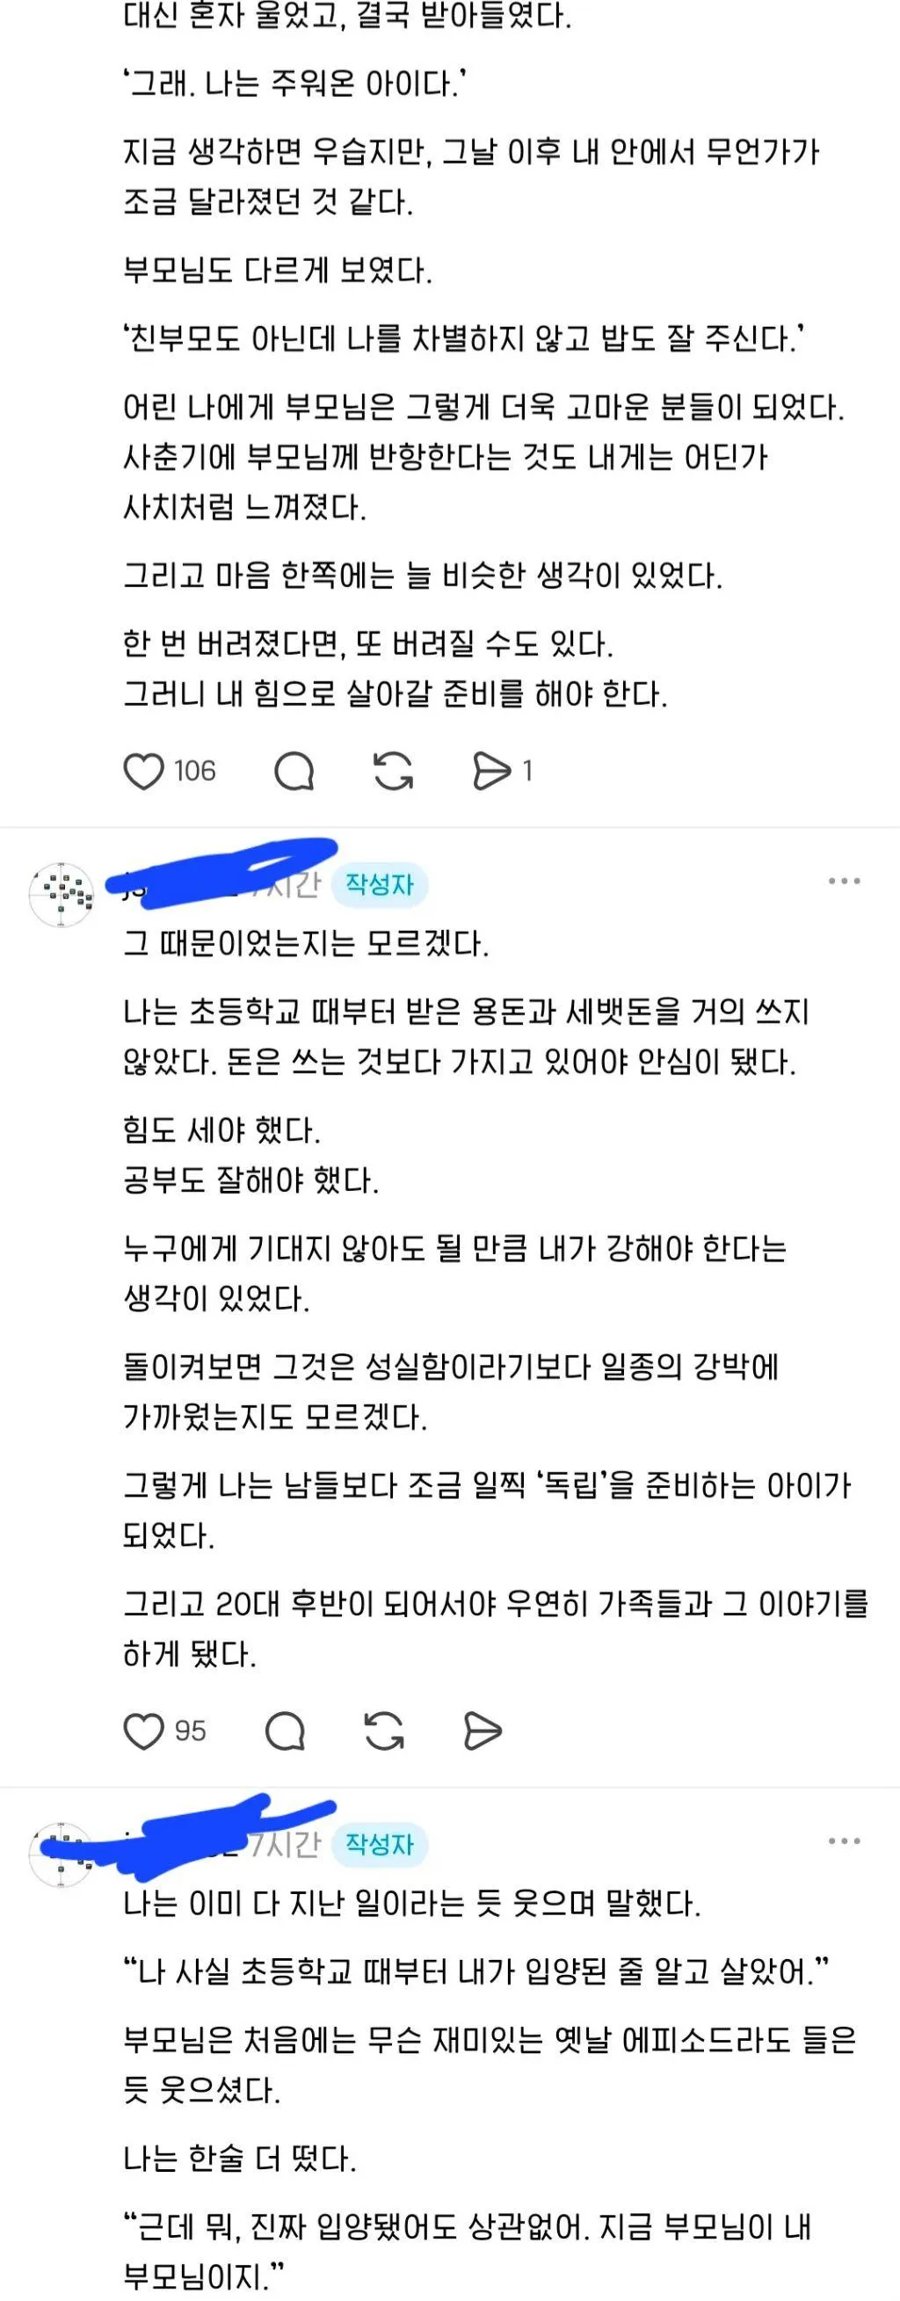 대신 혼자 울었고, 결국 받아들였다.
‘그래. 나는 주워온 아이다.’
지금 생각하면 우습지만, 그날 이후 내 안에서 무언가가
조금 달라졌던 것 같다.
부모님도 다르게 보였다.
‘친부모도 아닌데 나를 차별하지 않고 밥도 잘 주신다.’
어린 나에게 부모님은 그렇게 더욱 고마운 분들이 되었다.
사춘기에 부모님께 반항한다는 것도 내게는 어딘가
사치처럼 느껴졌다.
그리고 마음 한쪽에는 늘 비슷한 생각이 있었다.
한 번 버려졌다면, 또 버려질 수도 있다.
그러니 내 힘으로 살아갈 준비를 해야 한다.
106 1
시간 작성자
그 때문이었는지는 모르겠다.
나는 초등학교 때부터 받은 용돈과 세뱃돈을 거의 쓰지
않았다. 돈은 쓰는 것보다 가지고 있어야 안심이 됐다.
힘도 세야 했다.
공부도 잘해야 했다.
누구에게 기대지 않아도 될 만큼 내가 강해야 한다는
생각이 있었다.
돌이켜보면 그것은 성실함이라기보다 일종의 강박에
가까웠는지도 모르겠다.
그렇게 나는 남들보다 조금 일찍 ‘독립’을 준비하는 아이가
되었다.
그리고 20대 후반이 되어서야 우연히 가족들과 그 이야기를
하게 됐다.
95
7시간 작성자
나는 이미 다 지난 일이라는 듯 웃으며 말했다.
“나 사실 초등학교 때부터 내가 입양된 줄 알고 살았어.”
부모님은 처음에는 무슨 재미있는 옛날 에피소드라도 들은
듯 웃으셨다.
나는 한술 더 떴다.
“근데 뭐, 진짜 입양됐어도 상관없어. 지금 부모님이 내
부모님이지.”